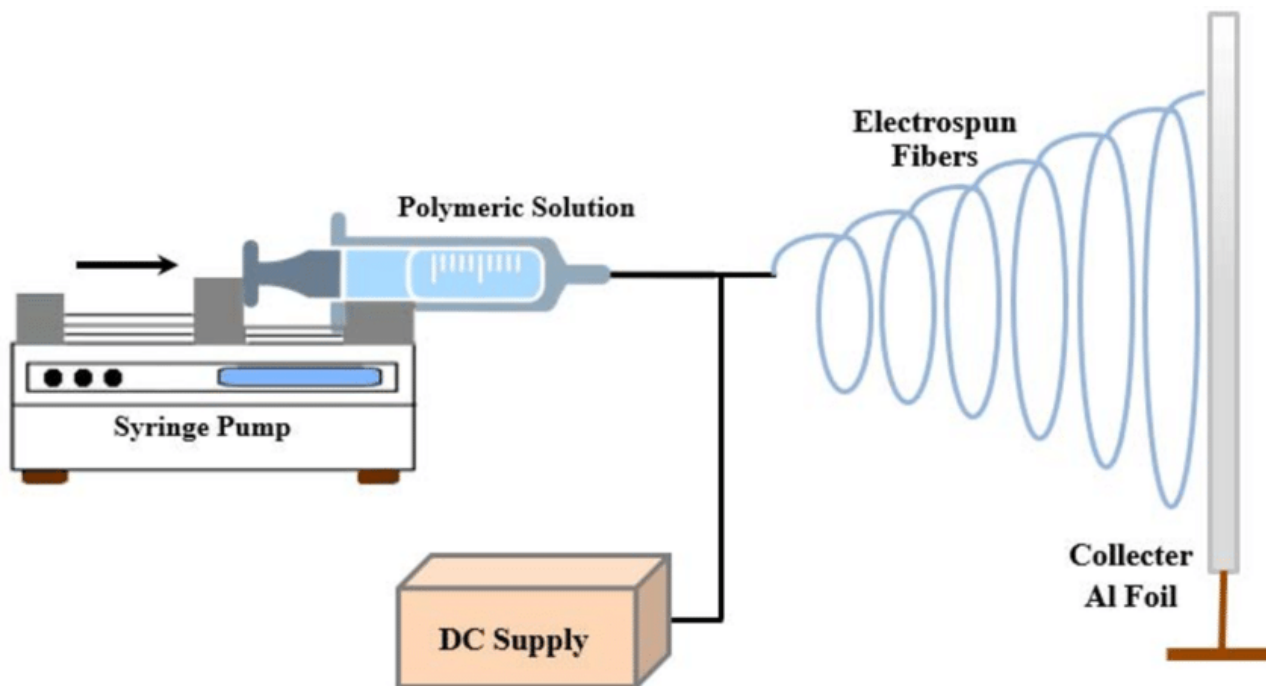 Electrospun
Fibers
Polymeric Solution
Syringe Pump
Collecter
Al Foil
DC Supply